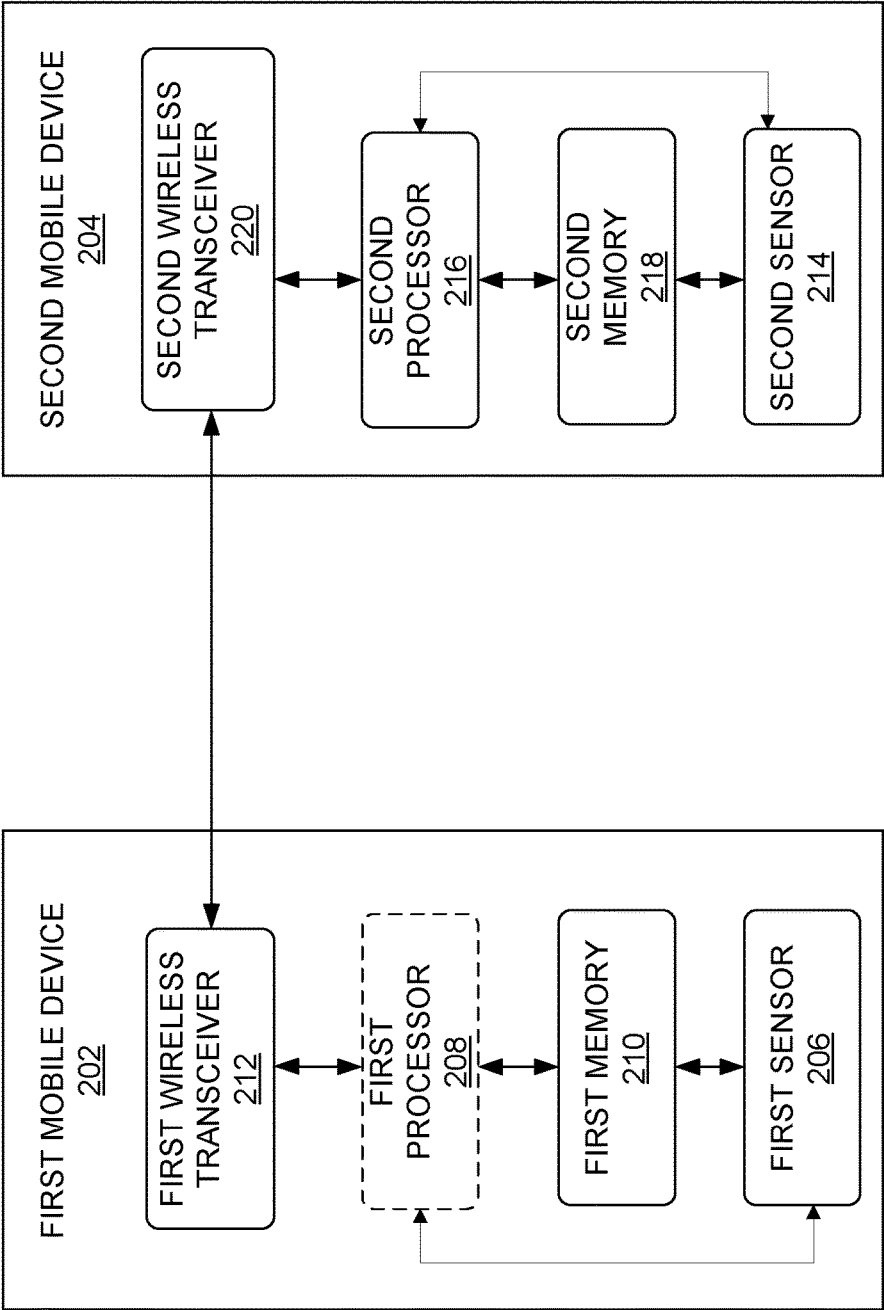 FIRST MOBILE DEVICE
202
FIRST WIRELESS
TRANSCEIVER
212
FIRST
PROCESSOR
208
FIRST MEMORY
210
FIRST SENSOR
206
SECOND MOBILE DEVICE
204
SECOND WIRELESS
TRANSCEIVER
220
SECOND
PROCESSOR
216
SECOND
MEMORY
218
SECOND SENSOR
214